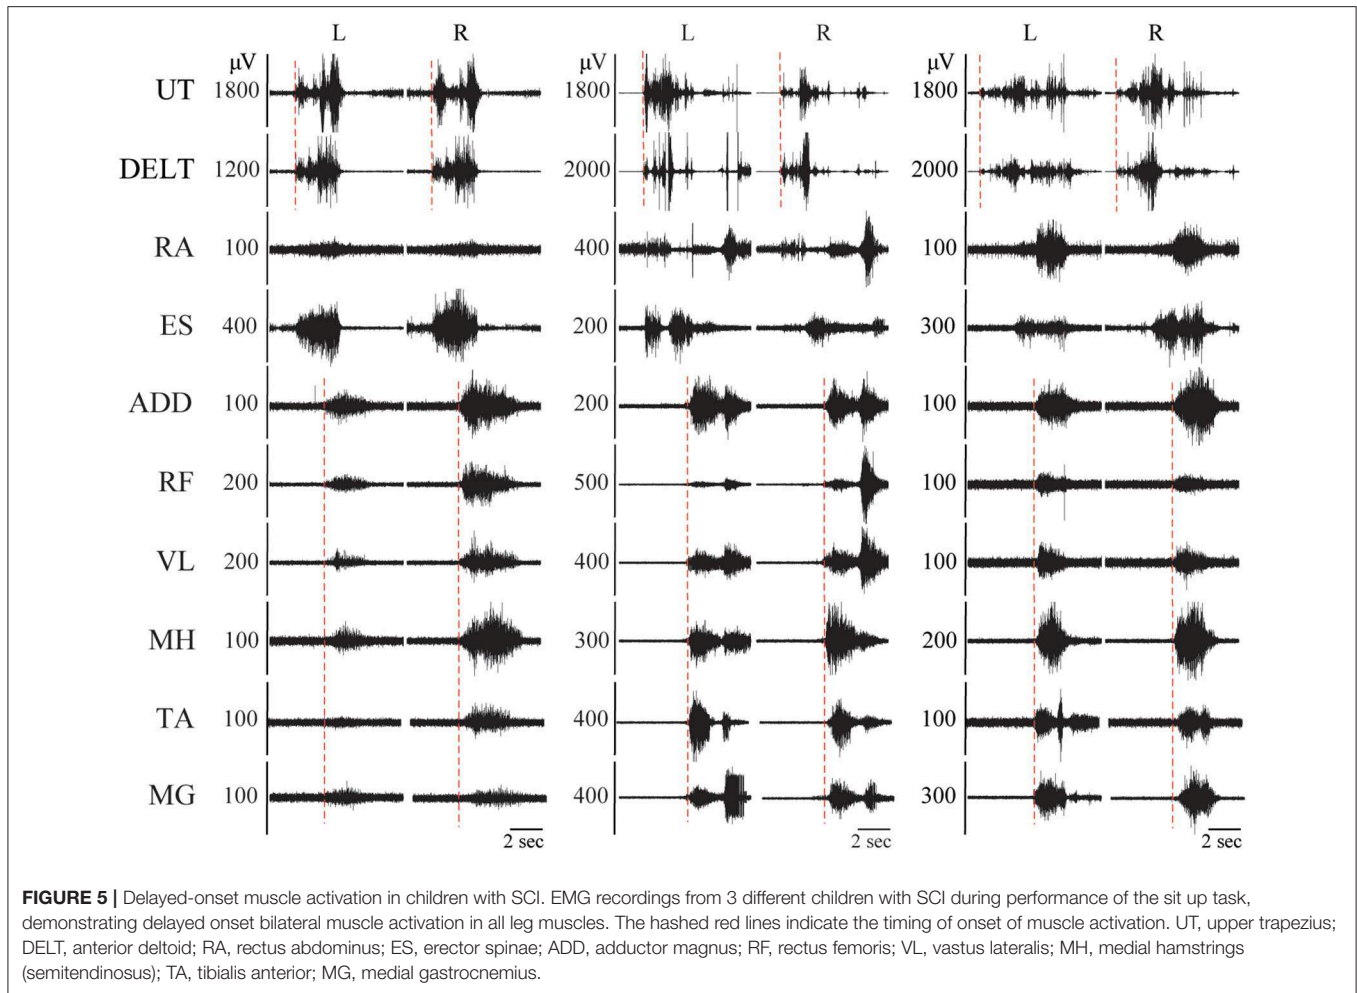 L R L R L R
µV µV µV
UT 1800 1800 1800
DELT 1200 2000 2000
RA 100 400 100
ES 400 200 300
ADD 100 200 100
RF 200 500 100
VL 200 400 100
MH 100 300 200
TA 100 400 100
MG 100 400 300
2 sec 2 sec 2 sec
FIGURE 5 | Delayed-onset muscle activation in children with SCI. EMG recordings from 3 different children with SCI during performance of the sit up task,
demonstrating delayed onset bilateral muscle activation in all leg muscles. The hashed red lines indicate the timing of onset of muscle activation. UT, upper trapezius;
DELT, anterior deltoid; RA, rectus abdominus; ES, erector spinae; ADD, adductor magnus; RF, rectus femoris; VL, vastus lateralis; MH, medial hamstrings
(semitendinosus); TA, tibialis anterior; MG, medial gastrocnemius.